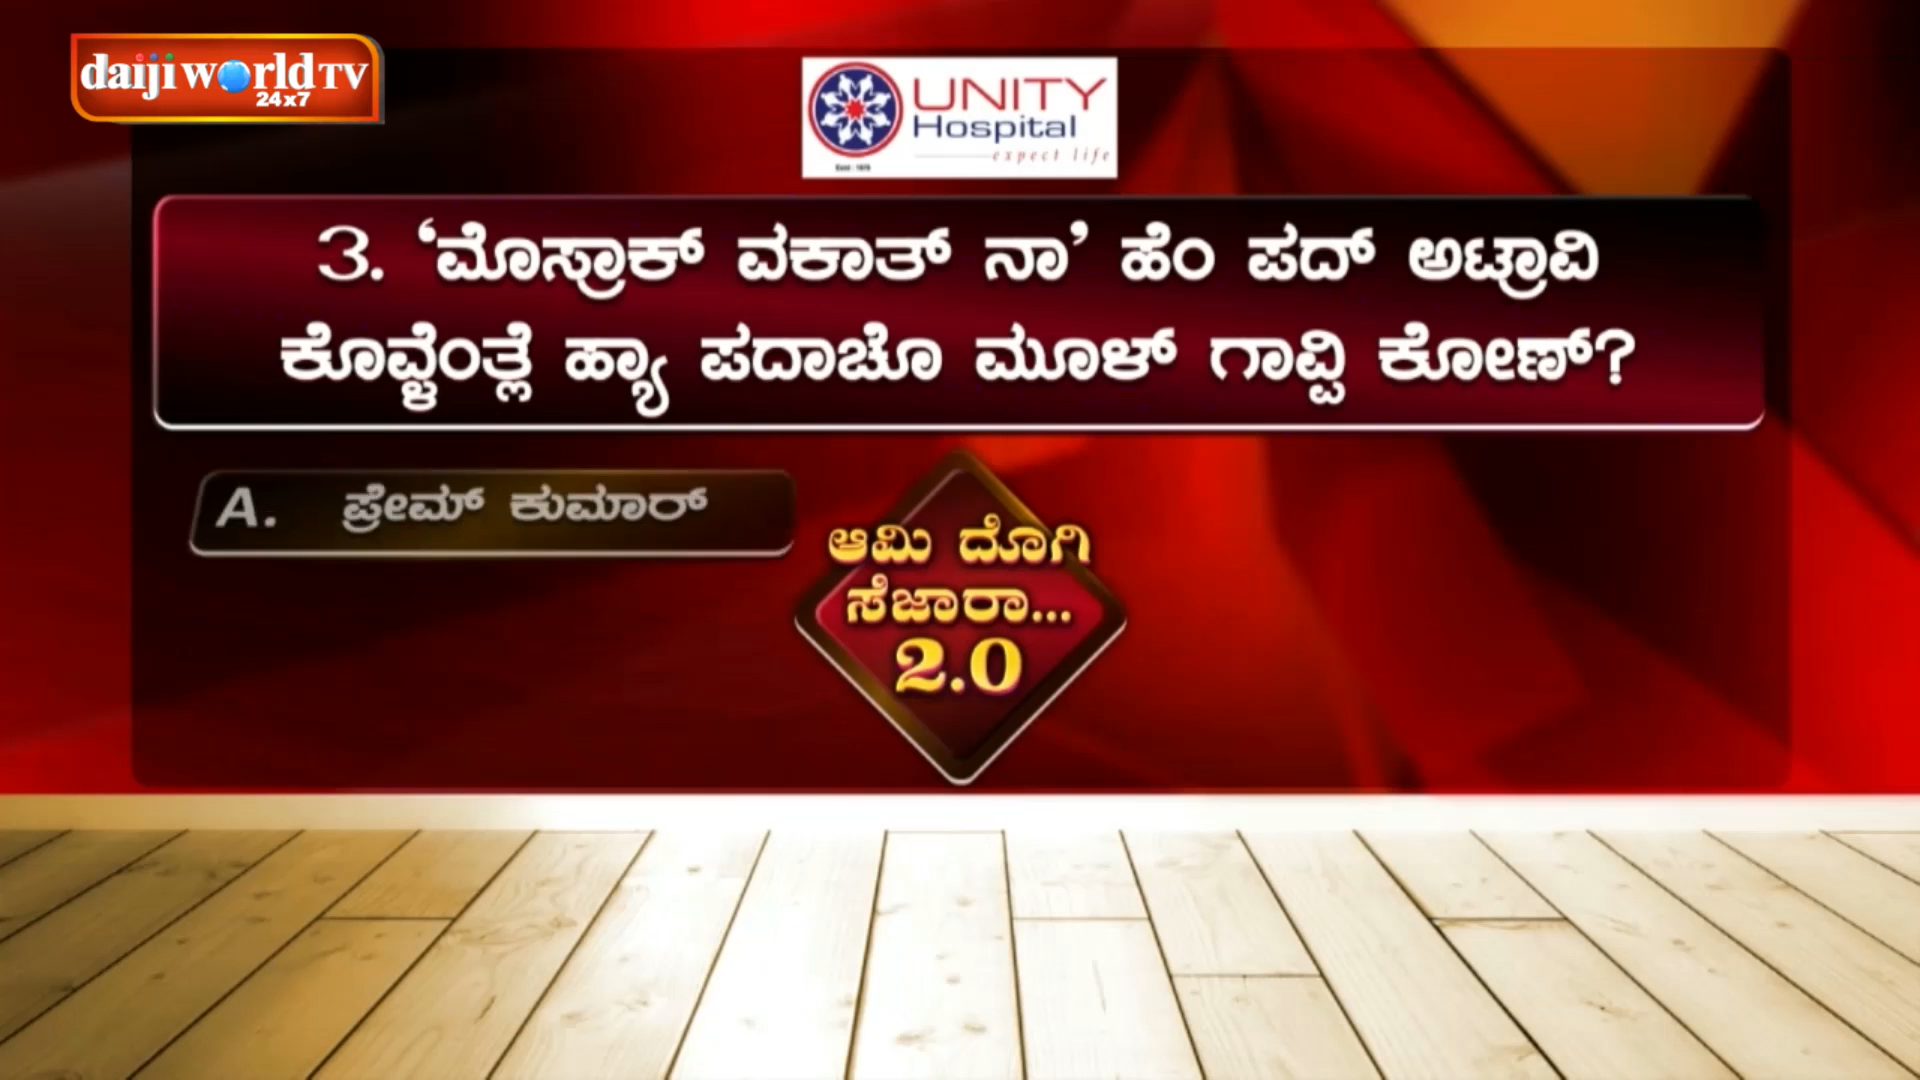 daijiworld TV
24x7
UNITY
Hospital
expect life
3. ‘ಮೊಸ್ರಾಕ್ ವಕಾತ್ ನಾ’ ಹೆಂ ಪದ್ ಅಟ್ರಾವಿ
ಕೊವ್ಳೆಂತ್ಲೆ ಹ್ಯಾ ಪದಾಚೊ ಮೂಳ್ ಗಾವ್ಪಿ ಕೋಣ್?
A. ಪ್ರೇಮ್ ಕುಮಾರ್
ಆಮಿ ದೊಗಿ
ಸೆಜಾರಾ...
2.0